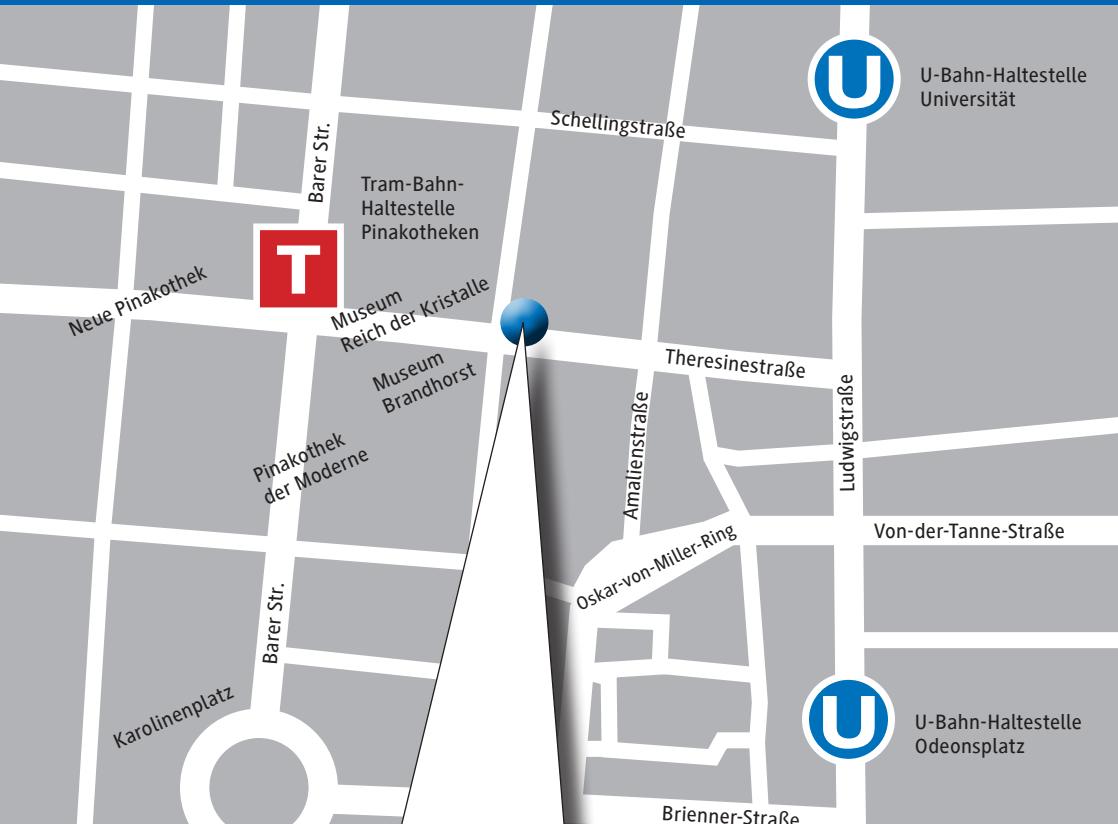 U
U-Bahn-Haltestelle
Universität
Schellingstraße
Barer Str.
Tram-Bahn-
Haltestelle
Pinakotheken
T
Neue Pinakothek
Museum
Reich der Kristalle
Museum
Brandhorst
Theresinestraße
Ludwigstraße
Amalienstraße
Pinakothek
der Moderne
Von-der-Tanne-Straße
Oskar-von-Miller-Ring
Barer Str.
Karolinenplatz
U
U-Bahn-Haltestelle
Odeonsplatz
Brienner-Straße